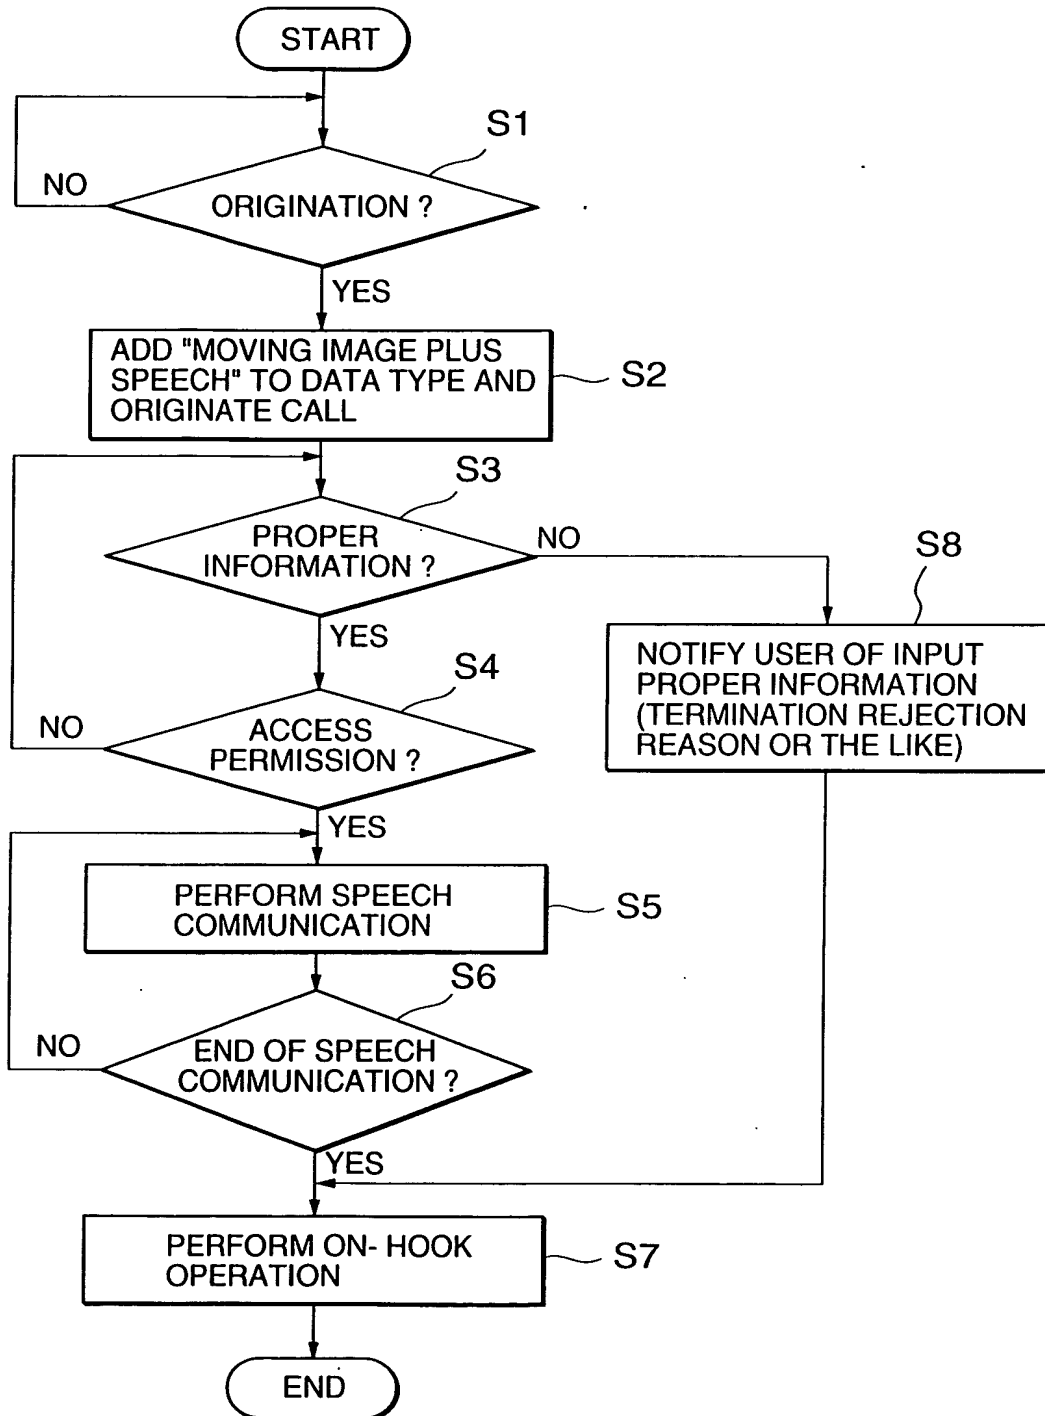 START
S1
NO
ORIGINATION ?
YES
ADD "MOVING IMAGE PLUS
SPEECH" TO DATA TYPE AND
ORIGINATE CALL
S2
S3
PROPER
INFORMATION ?
NO
YES
S8
NOTIFY USER OF INPUT
PROPER INFORMATION
(TERMINATION REJECTION
REASON OR THE LIKE)
S4
NO
ACCESS
PERMISSION ?
YES
PERFORM SPEECH
COMMUNICATION
S5
S6
NO
END OF SPEECH
COMMUNICATION ?
YES
PERFORM ON- HOOK
OPERATION
S7
END